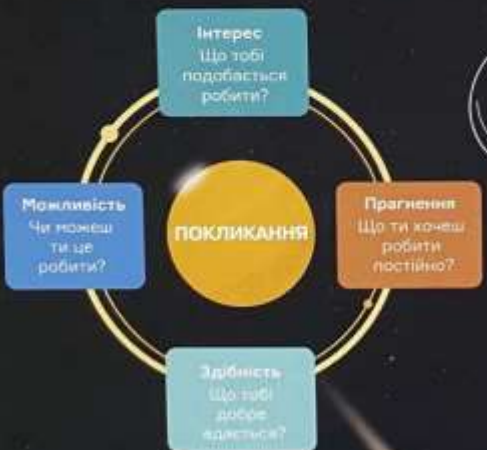 Інтерес
Що тобі
подобається
робити?
Можливість
Чи можеш
ти це
робити?
ПОКЛИКАННЯ
Прагнення
Що ти хочеш
робити
постійно?
Здібність
Що тобі
добре
вдається?